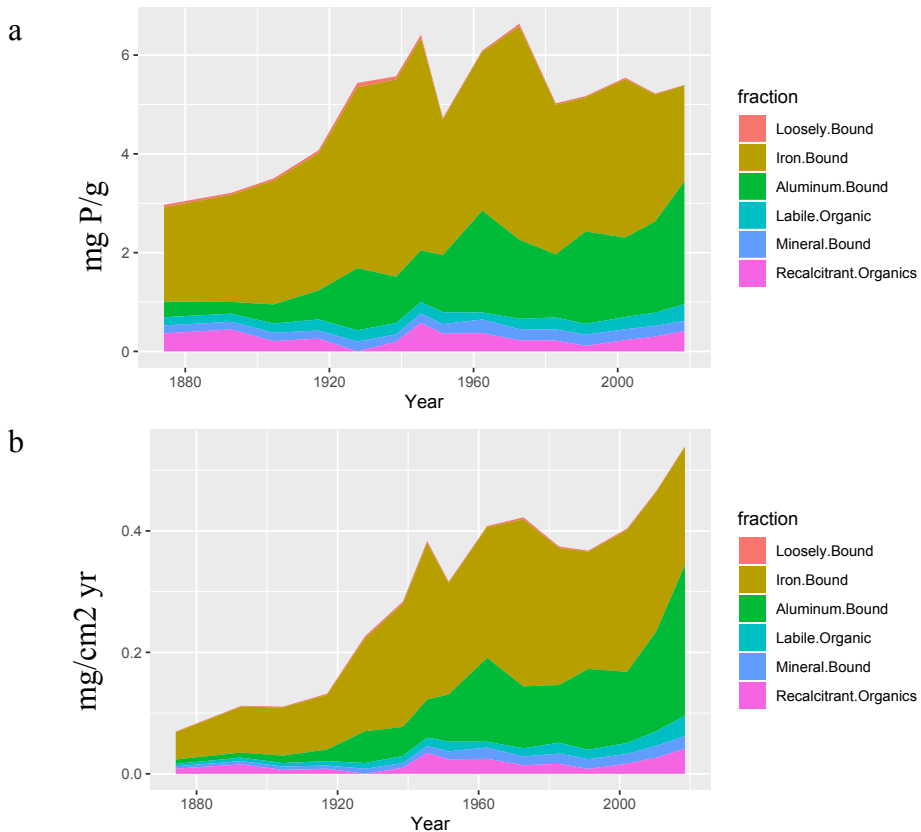 a
6
4
2
0
mg P/g
1880
1920
1960
2000
Year
fraction
Loosely.Bound
Iron.Bound
Aluminum.Bound
Labile.Organic
Mineral.Bound
Recalcitrant.Organics
b
0.4
0.2
0.0
mg/cm2 yr
1880
1920
1960
2000
Year
fraction
Loosely.Bound
Iron.Bound
Aluminum.Bound
Labile.Organic
Mineral.Bound
Recalcitrant.Organics